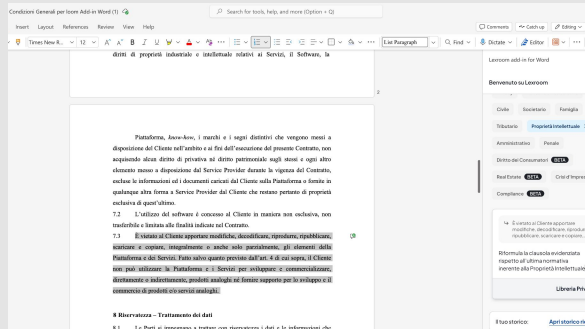 Condizioni Generali per lcom Add-in Word (1)
Search for tools, help, and more (Option + Q)
Insert Layout References Review View Help
Comments Catch up Editing
Times New R... 12 A A B I U A List Paragraph Find Dictate Editor
diritti di proprietà industriale e intellettuale relativi ai Servizi, il Software, la
2
Piattaforma, know-how, i marchi e i segni distintivi che vengono messi a
disposizione del Cliente nell'ambito e ai fini dell'esecuzione del presente Contratto, non
acquisendo alcun diritto di privativa né diritto patrimoniale sugli stessi e ogni altro
elemento messo a disposizione dal Service Provider durante la vigenza del Contratto,
escluse le informazioni ed i documenti caricati dal Cliente sulla Piattaforma o fornite in
qualunque altra forma a Service Provider dal Cliente che restano pertanto di proprietà
esclusiva di quest'ultimo.
7.2 L'utilizzo del software è concesso al Cliente in maniera non esclusiva, non
trasferibile e limitata alle finalità indicate nel Contratto.
7.3 È vietato al Cliente apportare modifiche, decodificare, riprodurre, ripubblicare,
scaricare e copiare, integralmente o anche solo parzialmente, gli elementi della
Piattaforma e dei Servizi. Fatto salvo quanto previsto dall'art. 4 di cui sopra, il Cliente
non può utilizzare la Piattaforma e i Servizi per sviluppare e commercializzare,
direttamente o indirettamente, prodotti analoghi né fornire supporto per lo sviluppo e il
commercio di prodotti e/o servizi analoghi.
8 Riservatezza – Trattamento dei dati
8.1 Le Parti si impegnano a trattare con riservatezza i dati e le informazioni che
Lexroom add-in for Word
Benvenuto su Lexroom
Civile Societario Famiglia
Tributario Proprietà Intellettuale
Amministrativo Penale
Diritto dei Consumatori BETA
Real Estate BETA Crisi d'Impres
Compliance BETA
È vietato al Cliente apportare
modifiche, decodificare, riprodurre
ripubblicare, scaricare e copiare,
Riformula la clausola evidenziata
rispetto all'ultima normativa
inerente alla Proprietà Intellettuale
Libreria Priv
Il tuo storico: Apri storico ri